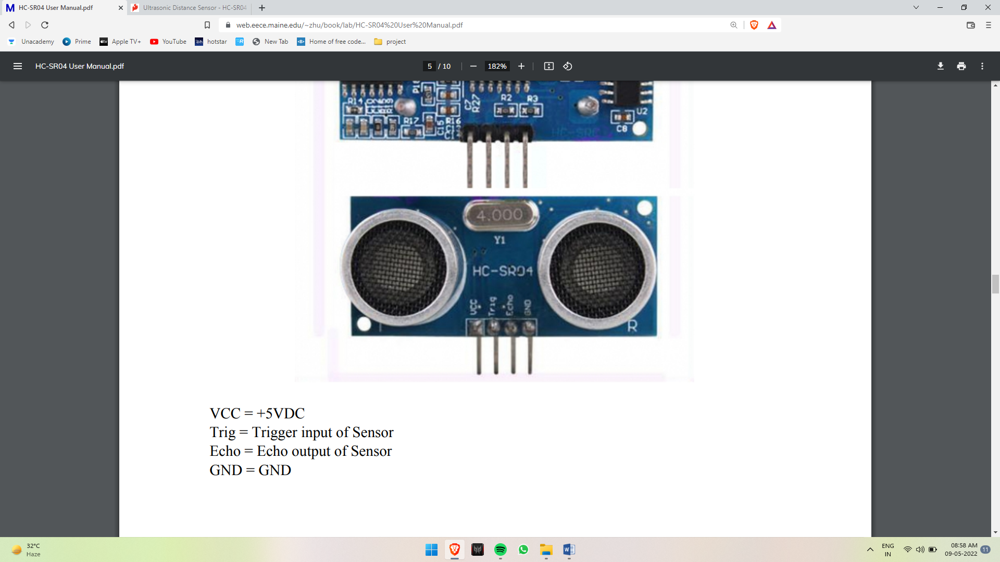 HC-SR04 User Manual.pdf
Ultrasonic Distance Sensor - HC-SR04
web.eece.maine.edu/~zhu/book/lab/HC-SR04%20User%20Manual.pdf
Unacademy
Prime
Apple TV+
YouTube
hotstar
New Tab
Home of free code...
project
HC-SR04 User Manual.pdf
5 / 10
182%
R14
R17
C15
R16
C7
R27
R2
R3
U2
C8
4.000
Y1
HC-SR04
VCC
Trig
Echo
GND
R
VCC = +5VDC
Trig = Trigger input of Sensor
Echo = Echo output of Sensor
GND = GND
32°C
Haze
ENG
IN
08:58 AM
09-05-2022
11